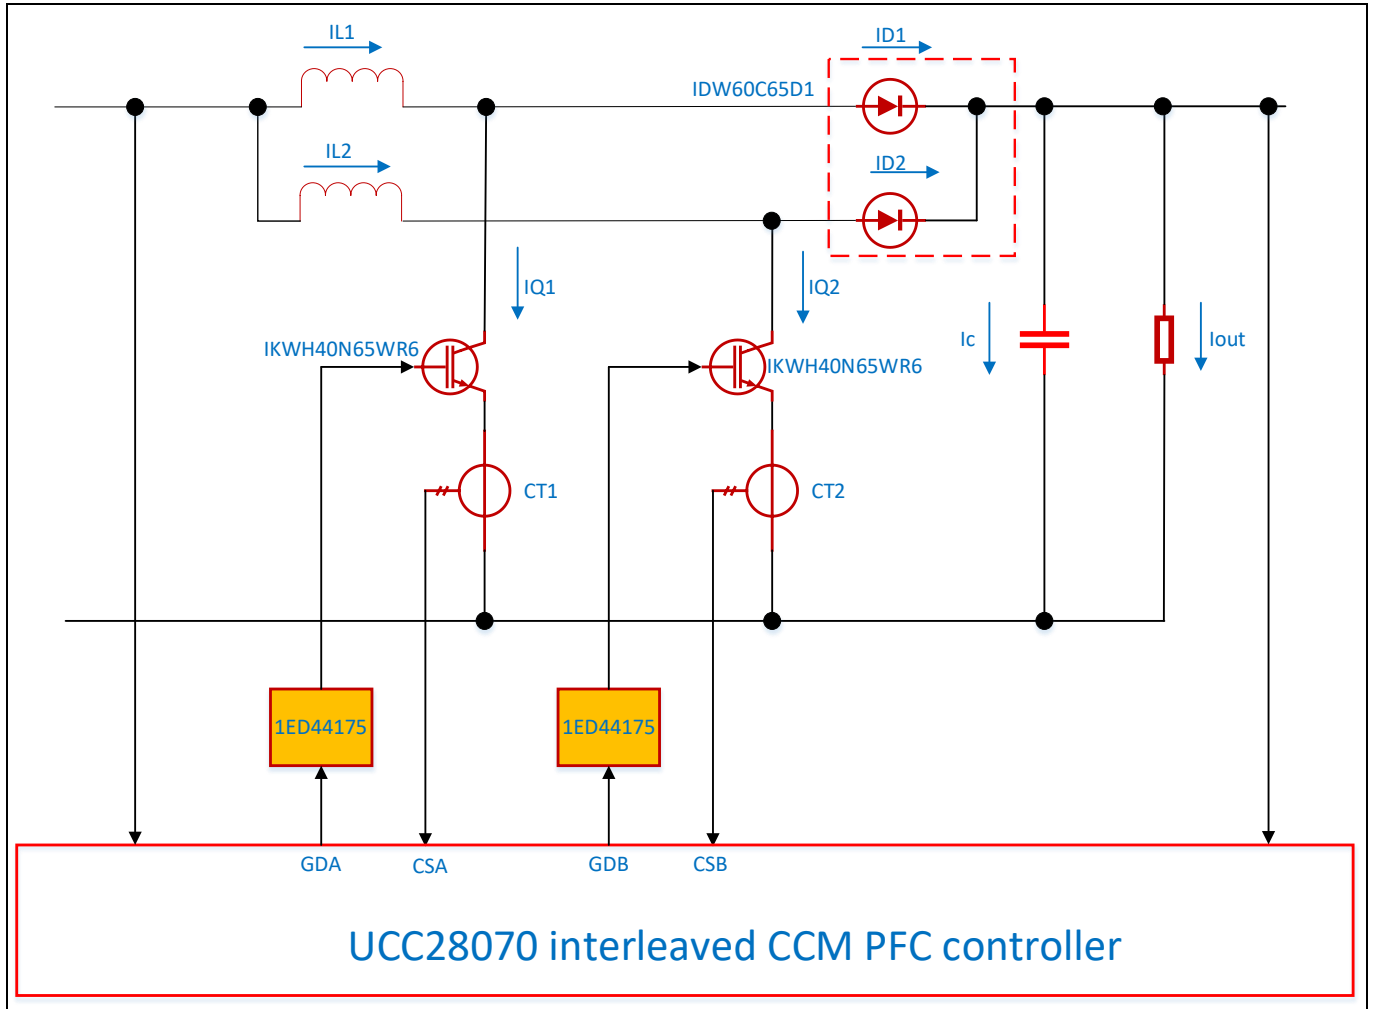 IL1
ID1
IDW60C65D1
IL2
ID2
IQ1
IQ2
IKWH40N65WR6
IKWH40N65WR6
Ic
Iout
CT1
CT2
1ED44175
1ED44175
GDA
CSA
GDB
CSB
UCC28070 interleaved CCM PFC controller